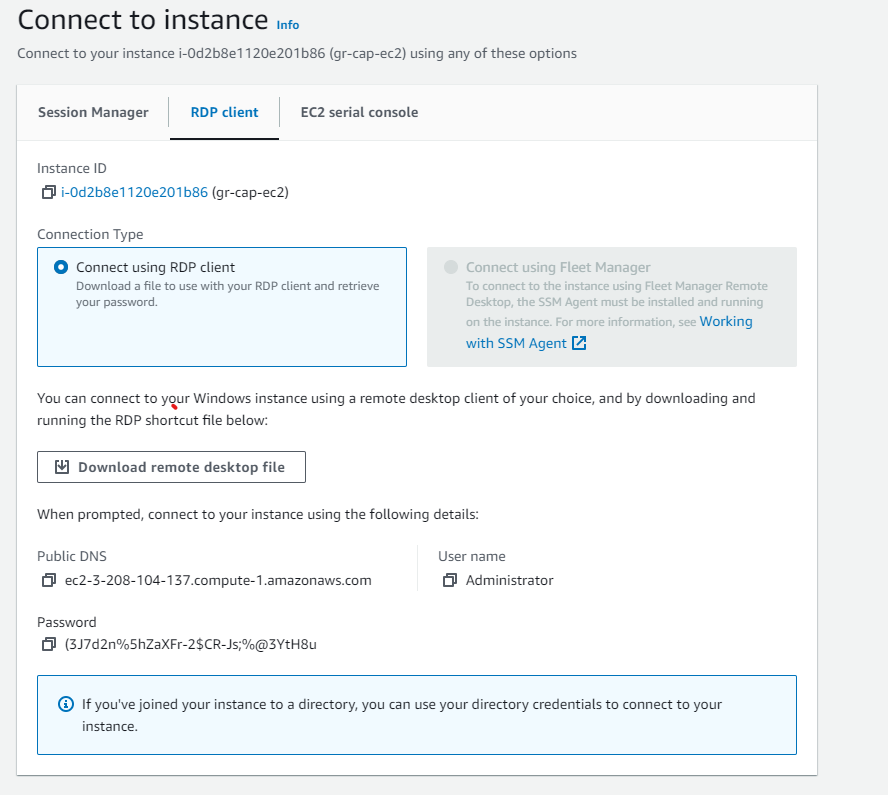 Connect to instance Info
Connect to your instance i-0d2b8e1120e201b86 (gr-cap-ec2) using any of these options
Session Manager
RDP client
EC2 serial console
Instance ID
i-0d2b8e1120e201b86 (gr-cap-ec2)
Connection Type
Connect using RDP client
Download a file to use with your RDP client and retrieve
your password.
Connect using Fleet Manager
To connect to the instance using Fleet Manager Remote
Desktop, the SSM Agent must be installed and running
on the instance. For more information, see Working
with SSM Agent
You can connect to your Windows instance using a remote desktop client of your choice, and by downloading and
running the RDP shortcut file below:
Download remote desktop file
When prompted, connect to your instance using the following details:
Public DNS
ec2-3-208-104-137.compute-1.amazonaws.com
User name
Administrator
Password
(3J7d2n%5hZaXFr-2$CR-Js;%@3YtH8u
If you've joined your instance to a directory, you can use your directory credentials to connect to your
instance.